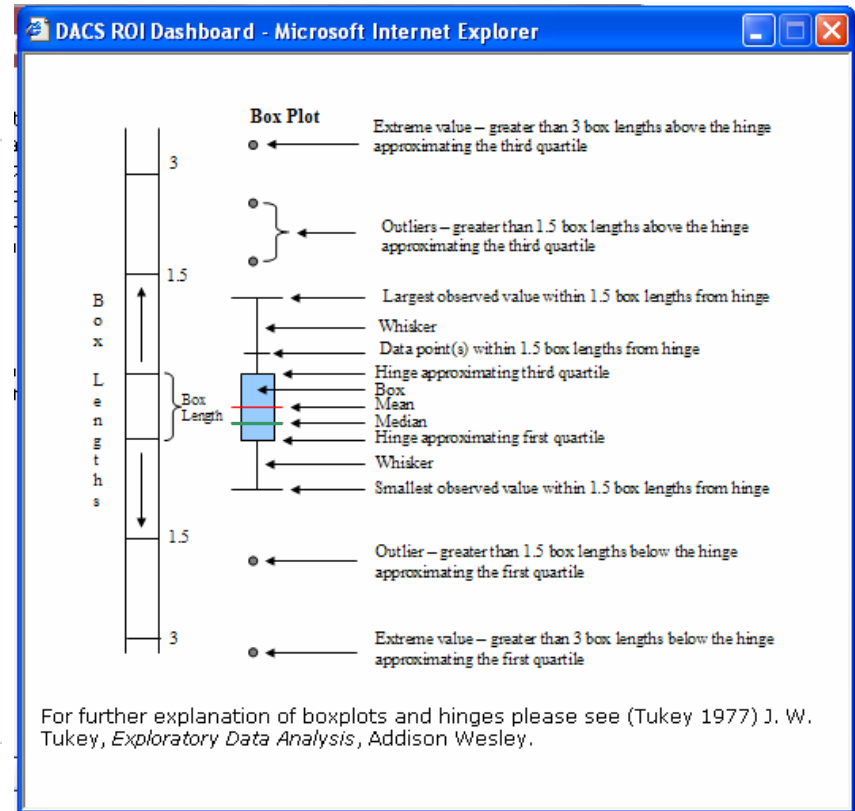 DACS ROI Dashboard - Microsoft Internet Explorer
Box Plot
Extreme value – greater than 3 box lengths above the hinge
approximating the third quartile
3
Outliers – greater than 1.5 box lengths above the hinge
approximating the third quartile
1.5
Largest observed value within 1.5 box lengths from hinge
Whisker
Data point(s) within 1.5 box lengths from hinge
Hinge approximating third quartile
Box
Mean
Median
Hinge approximating first quartile
Box Lengths
Box
Length
Whisker
Smallest observed value within 1.5 box lengths from hinge
1.5
Outlier – greater than 1.5 box lengths below the hinge
approximating the first quartile
3
Extreme value – greater than 3 box lengths below the hinge
approximating the first quartile
For further explanation of boxplots and hinges please see (Tukey 1977) J. W.
Tukey, Exploratory Data Analysis, Addison Wesley.